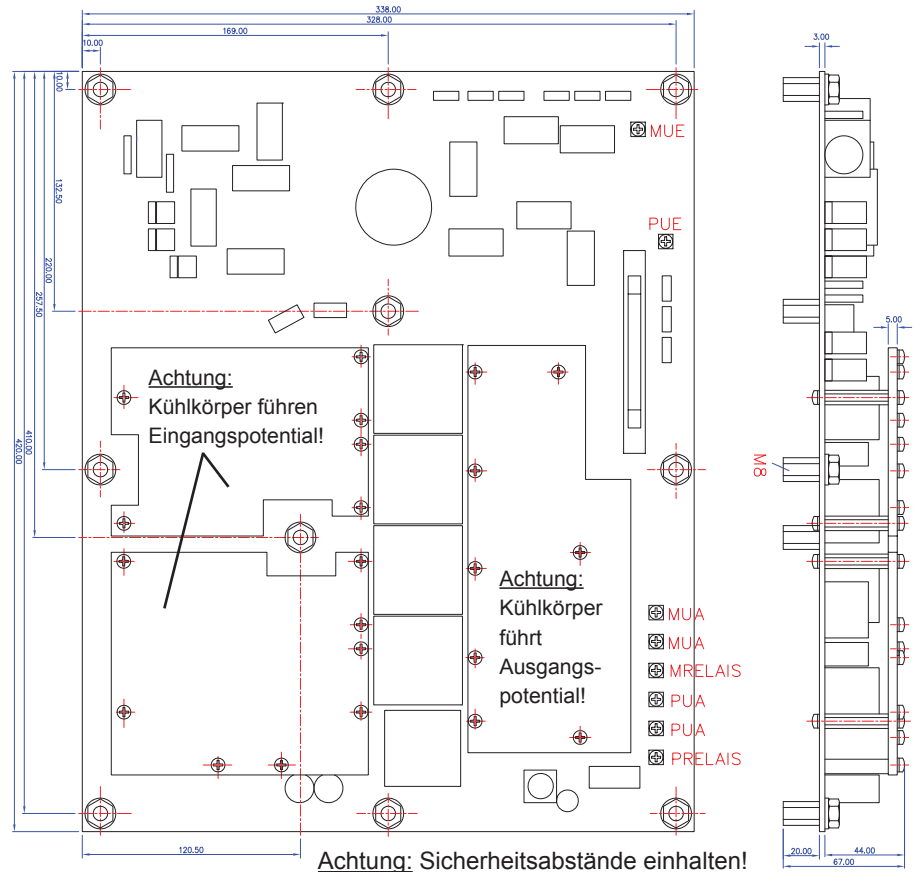 338.00
328.00
169.00
10.00
3.00
10.00
132.50
220.00
257.50
410.00
420.00
MUE
PUE
5.00
Achtung:
Kühlkörper führen
Eingangspotential!
M8
Achtung:
Kühlkörper
führt
Ausgangs-
potential!
MUA
MUA
MRELAIS
PUA
PUA
PRELAIS
120.50
20.00
44.00
67.00
Achtung: Sicherheitsabstände einhalten!